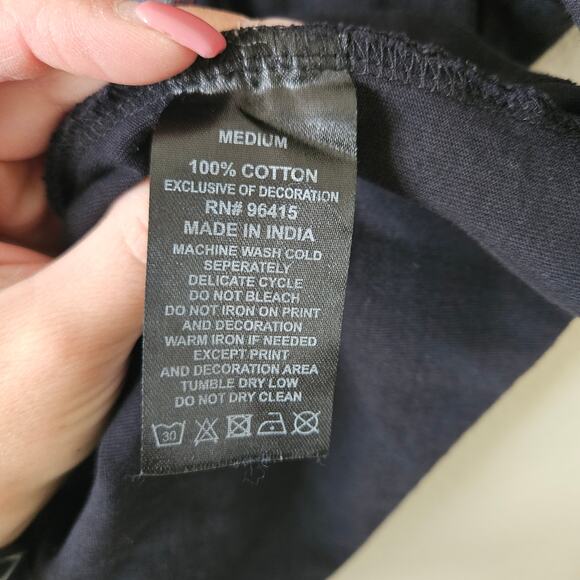 MEDIUM
100% COTTON
EXCLUSIVE OF DECORATION
RN# 96415
MADE IN INDIA
MACHINE WASH COLD
SEPERATELY
DELICATE CYCLE
DO NOT BLEACH
DO NOT IRON ON PRINT
AND DECORATION
WARM IRON IF NEEDED
EXCEPT PRINT
AND DECORATION AREA
TUMBLE DRY LOW
DO NOT DRY CLEAN
30